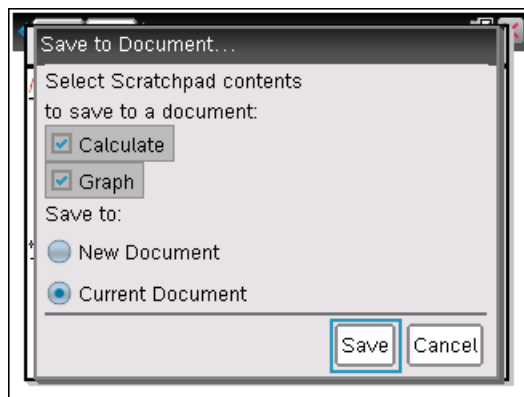 Save to Document...
Select Scratchpad contents
to save to a document:
Calculate
Graph
Save to:
New Document
Current Document
Save Cancel